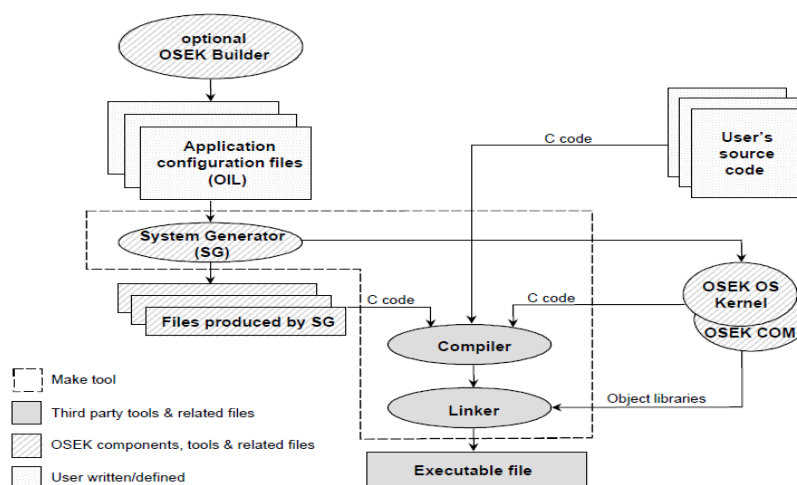 optional
OSEK Builder
Application
configuration files
(OIL)
C code
User's
source
code
System Generator
(SG)
Files produced by SG
C code
C code
OSEK OS
Kernel
OSEK COM
Compiler
Linker
Object libraries
Executable file
Make tool
Third party tools & related files
OSEK components, tools & related files
User written/defined